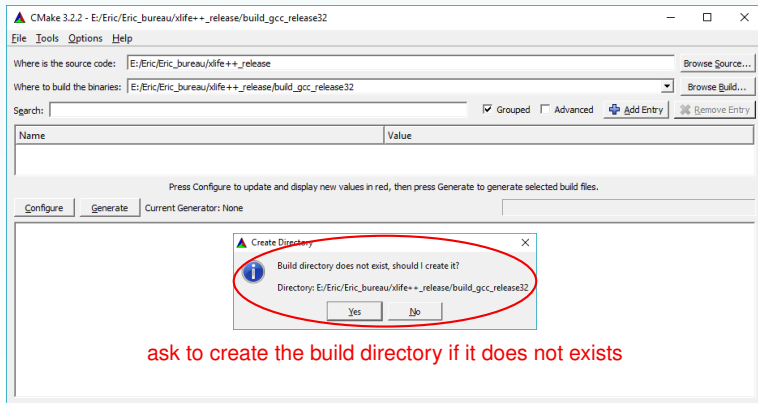 CMake 3.2.2 - E:/Eric/Eric_bureau/xlife++_release/build_gcc_release32
File Tools Options Help
Where is the source code: E:/Eric/Eric_bureau/xlife++_release Browse Source...
Where to build the binaries: E:/Eric/Eric_bureau/xlife++_release/build_gcc_release32 Browse Build...
Search: Grouped Advanced Add Entry Remove Entry
Name Value
Press Configure to update and display new values in red, then press Generate to generate selected build files.
Configure Generate Current Generator: None
Create Directory
Build directory does not exist, should I create it?
Directory: E:/Eric/Eric_bureau/xlife++_release/build_gcc_release32
Yes No
ask to create the build directory if it does not exists